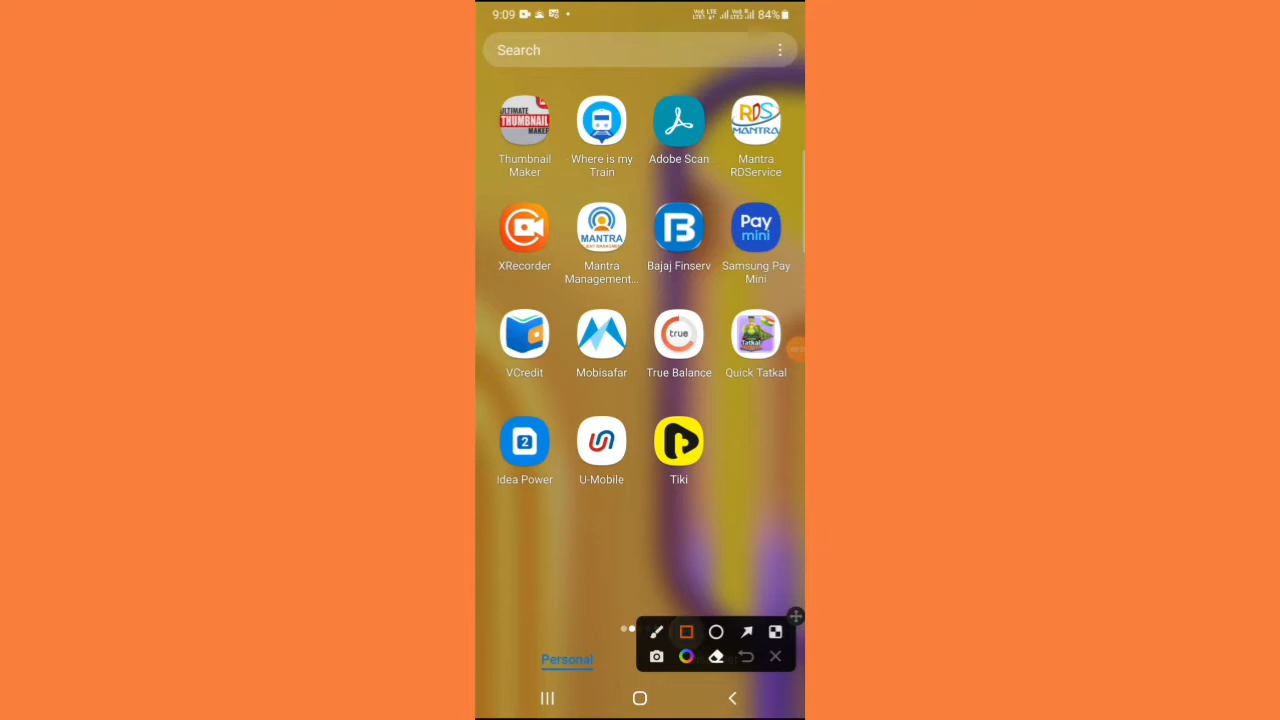 9:09
84%
Search
ULTIMATE
THUMBNAIL
MAKER
RDS
MANTRA
Thumbnail
Maker
Where is my
Train
Adobe Scan
Mantra
RDService
MANTRA
Pay
mini
XRecorder
Mantra
Management...
Bajaj Finserv
Samsung Pay
Mini
true
Tatkal
VCredit
Mobisafar
True Balance
Quick Tatkal
2
Idea Power
U-Mobile
Tiki
Personal